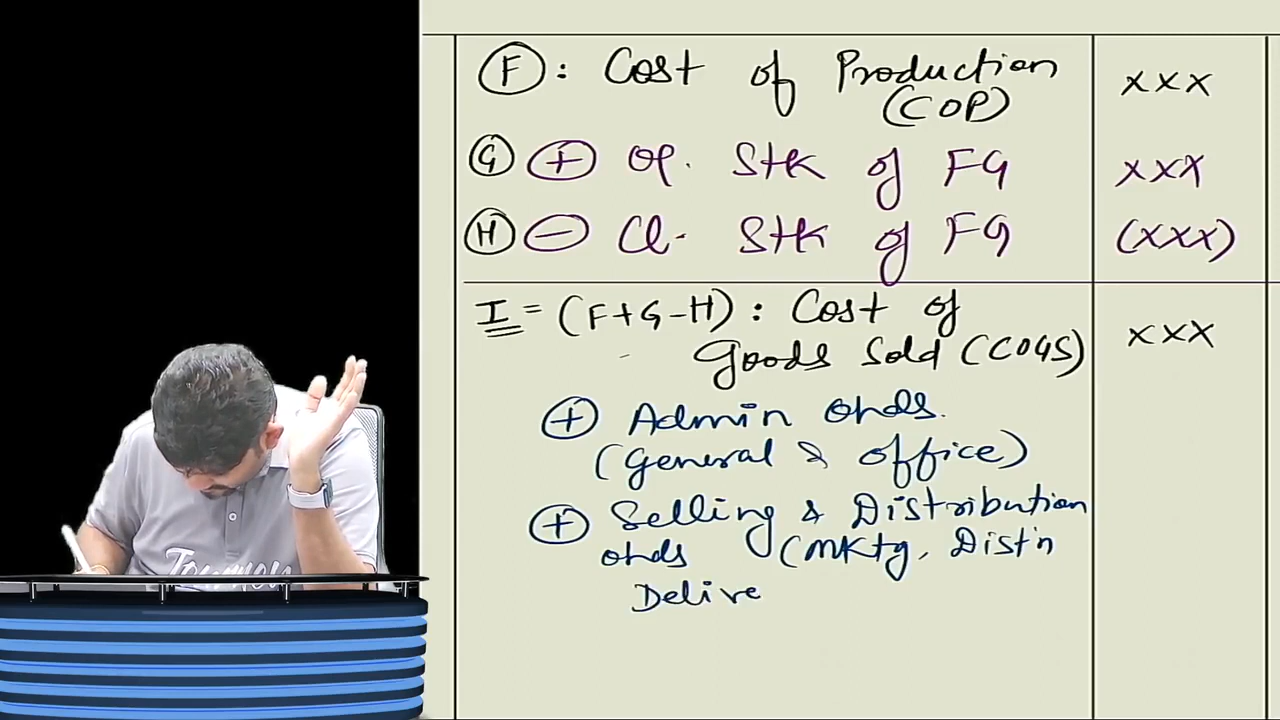 F : Cost of Production xxx
(COP)
G + Op. Stk of FG xxx
H - Cl. Stk of FG (xxx)
I = (F+G-H) : Cost of
Goods Sold (COGS) xxx
+ Admin ohds.
(General & office)
+ Selling & Distribution
ohds (mktg, Dist'n
Delive